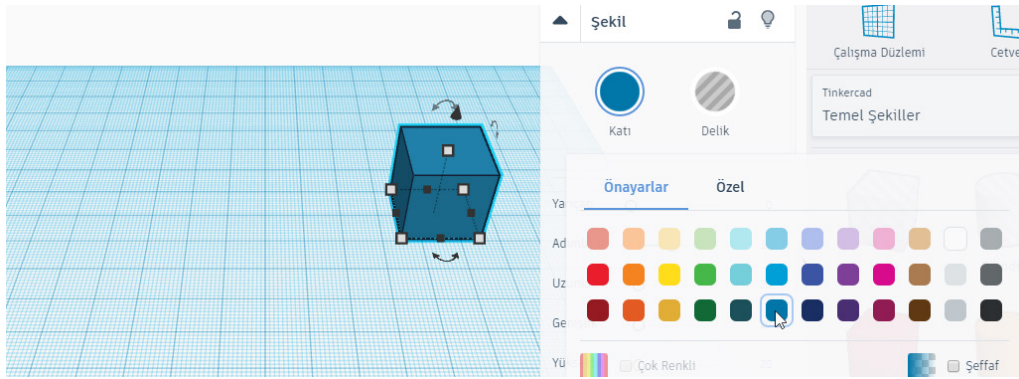 Şekil
Çalışma Düzlemi
Cetve
Tinkercad
Temel Şekiller
Katı
Delik
Önayarlar
Özel
Ya
Ad
Uz
Ge
Yü
Çok Renkli
Şeffaf